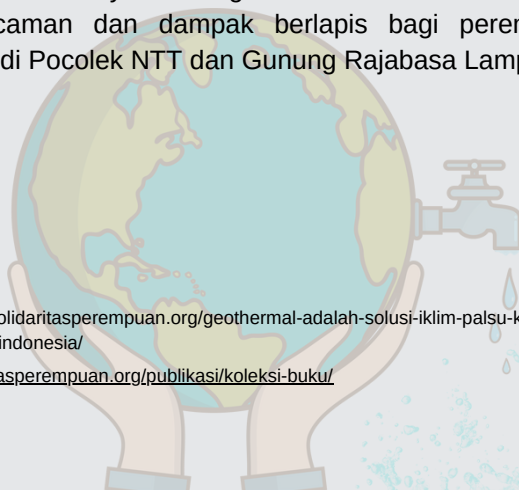 caman dan dampak berlapis bagi perem
di Pocolek NTT dan Gunung Rajabasa Lamp
olidaritasperempuan.org/geothermal-adalah-solusi-iklim-palsu-k
indonesia/
asperempuan.org/publikasi/koleksi-buku/